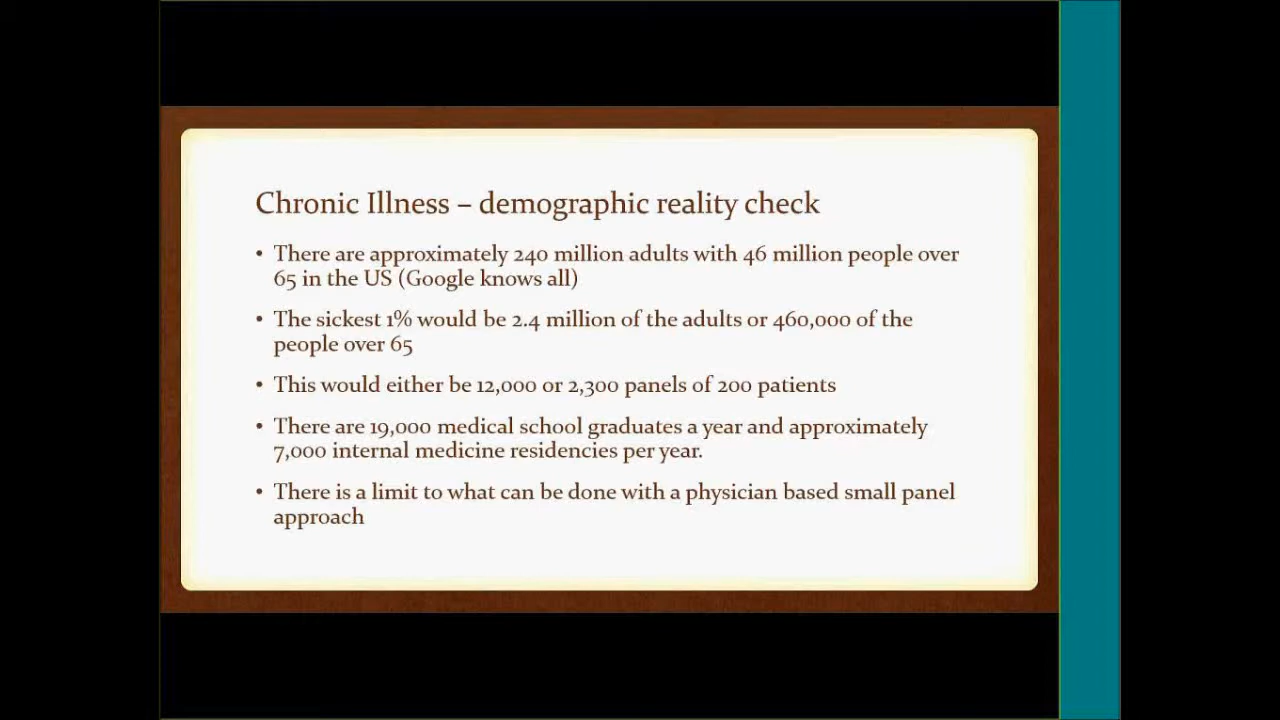 Chronic Illness – demographic reality check
• There are approximately 240 million adults with 46 million people over
65 in the US (Google knows all)
• The sickest 1% would be 2.4 million of the adults or 460,000 of the
people over 65
• This would either be 12,000 or 2,300 panels of 200 patients
• There are 19,000 medical school graduates a year and approximately
7,000 internal medicine residencies per year.
• There is a limit to what can be done with a physician based small panel
approach